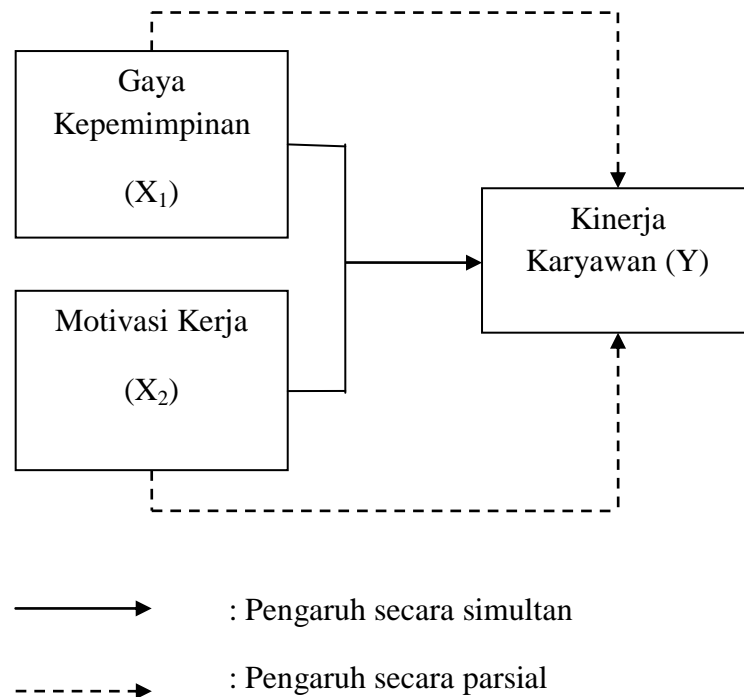 Gaya
Kepemimpinan
(X₁)
Kinerja
Karyawan (Y)
Motivasi Kerja
(X₂)
: Pengaruh secara simultan
: Pengaruh secara parsial